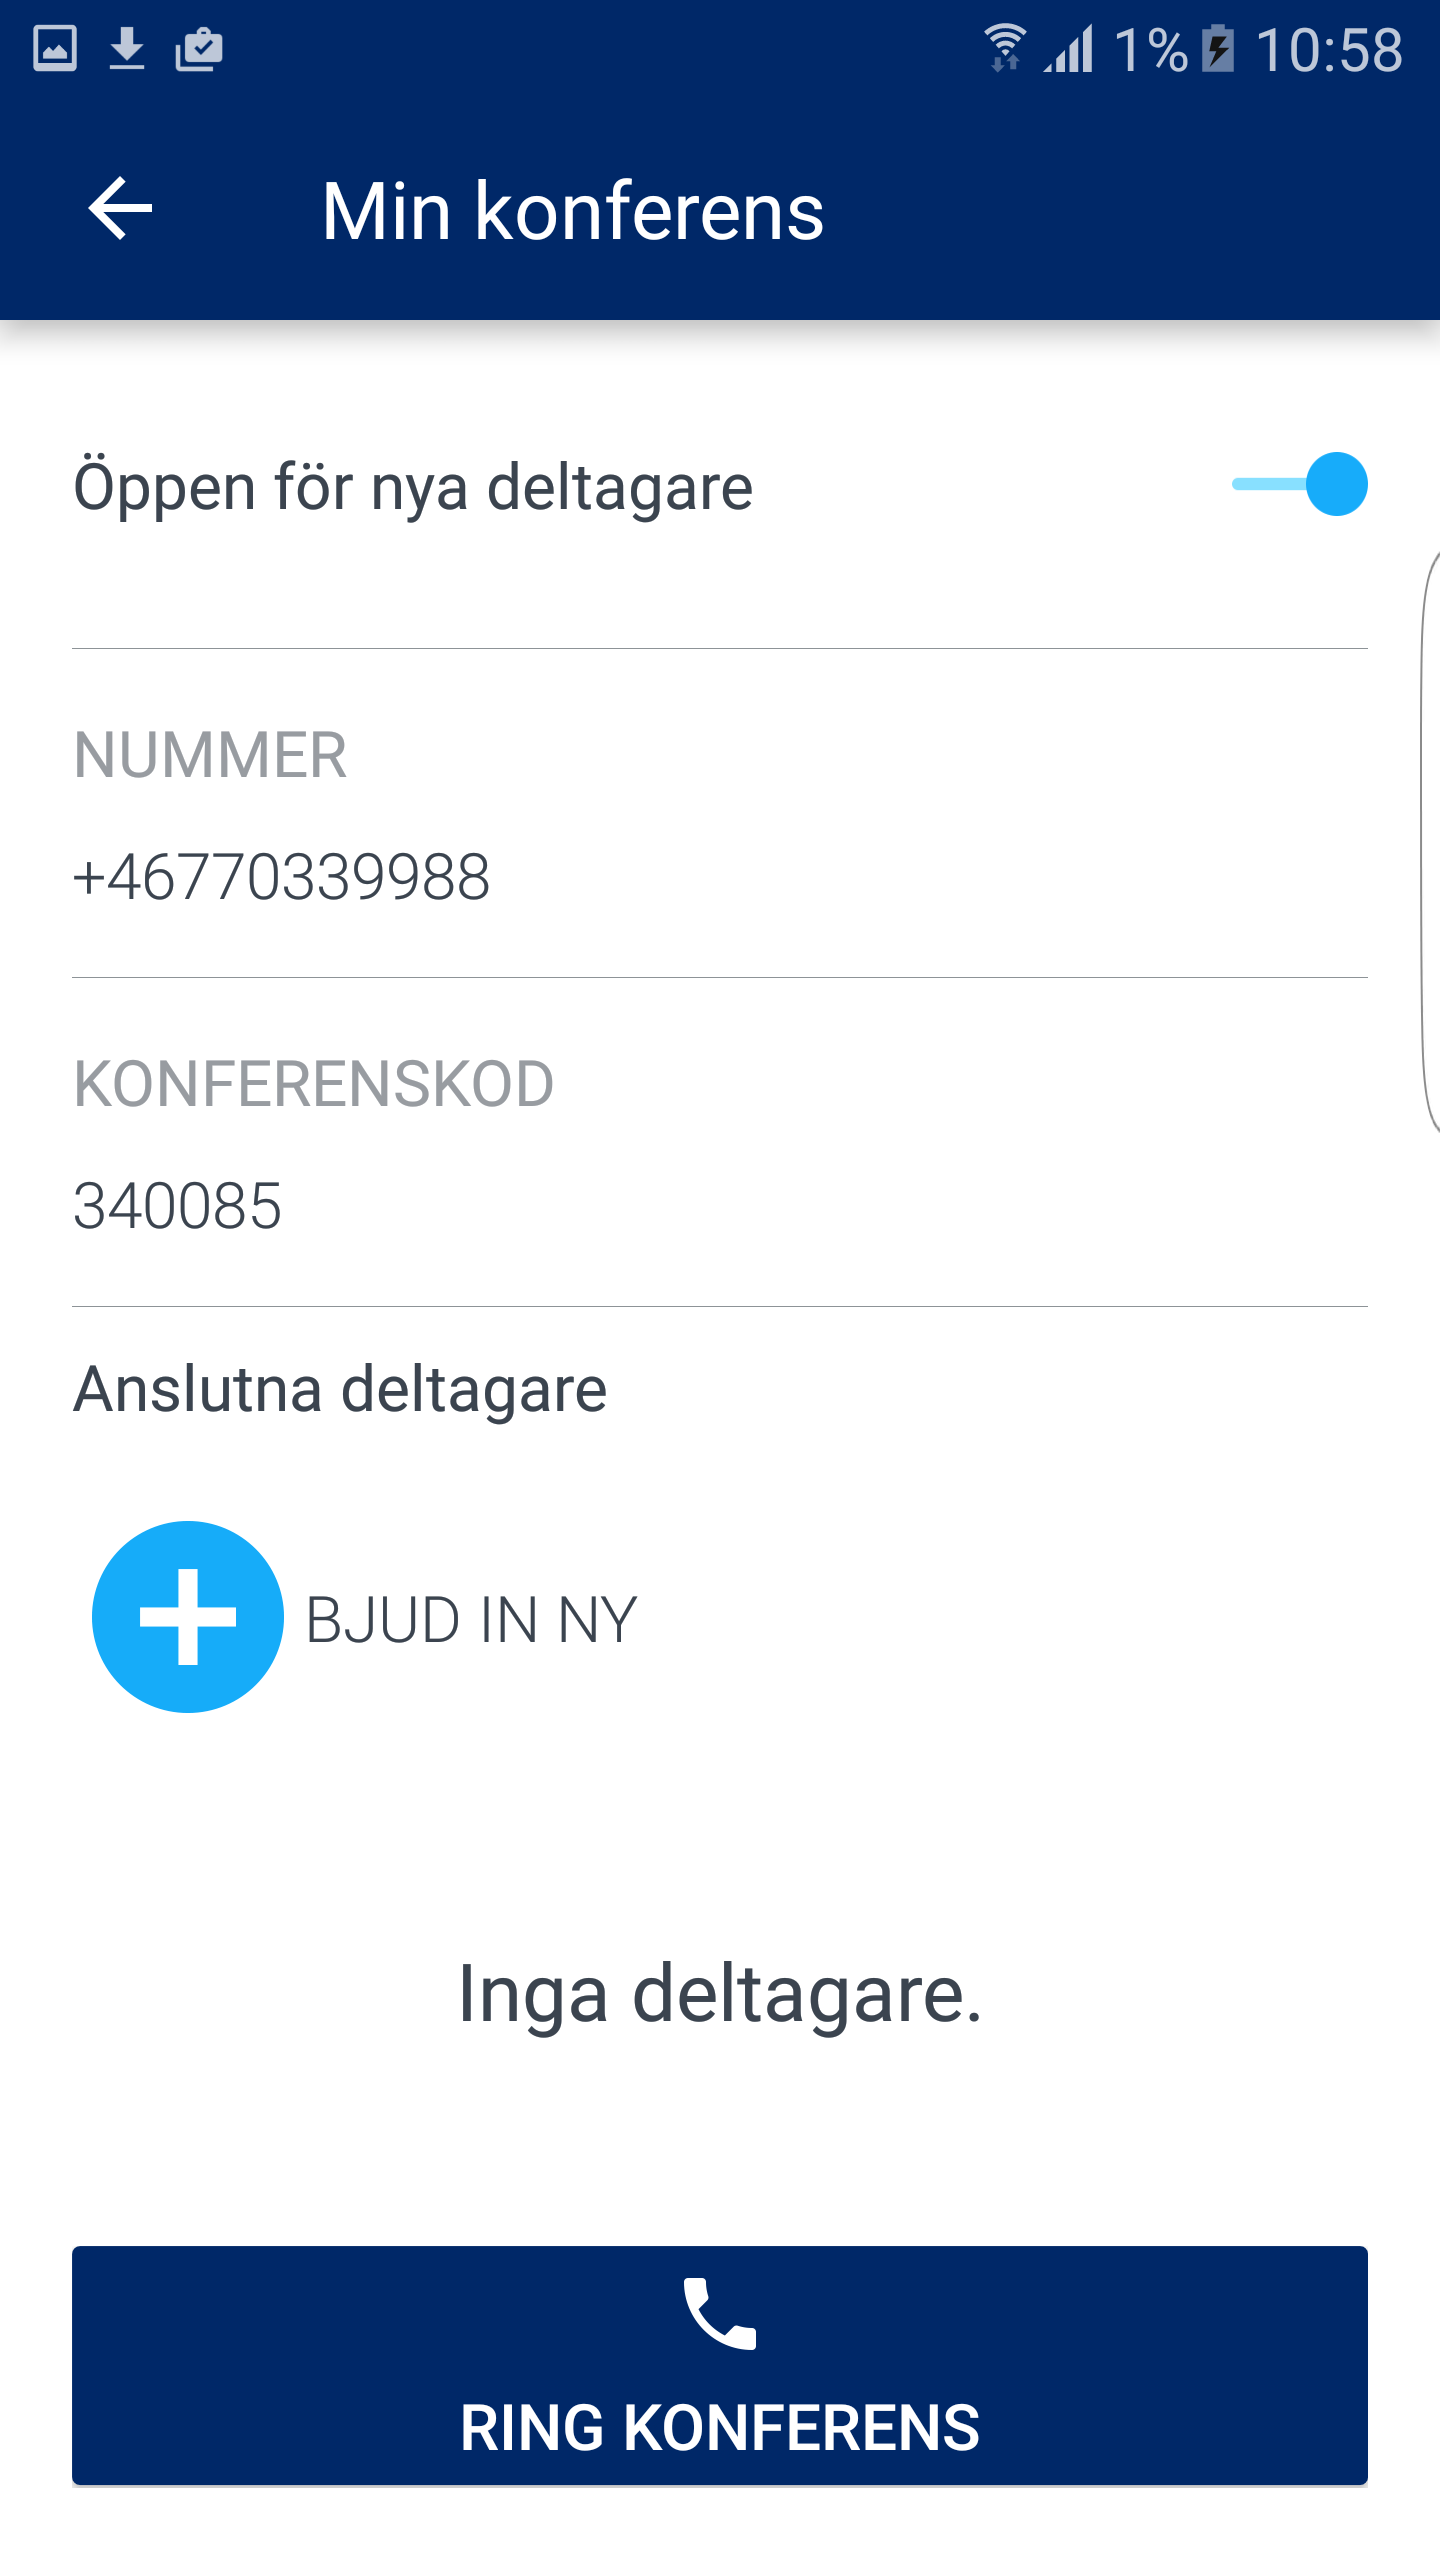 1% 10:58
Min konferens
Öppen för nya deltagare
NUMMER
+46770339988
KONFERENSKOD
340085
Anslutna deltagare
BJUD IN NY
Inga deltagare.
RING KONFERENS